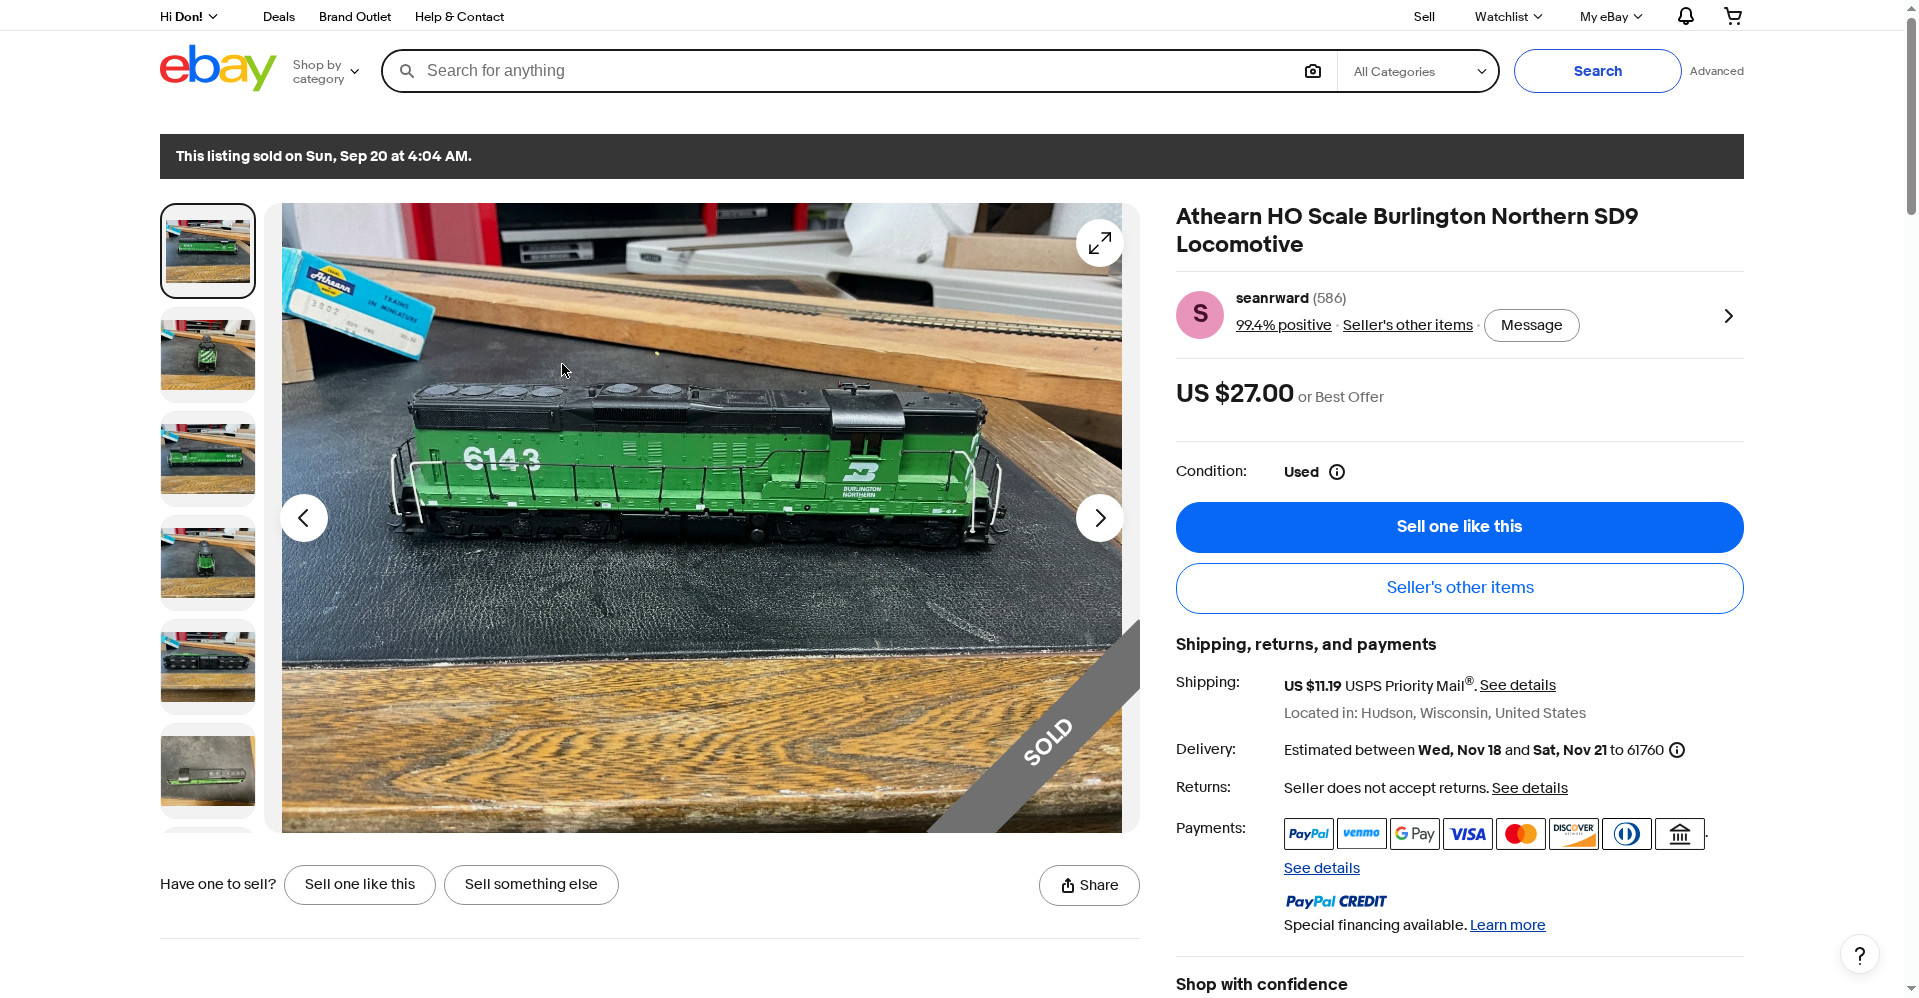 Hi Don!
Deals
Brand Outlet
Help & Contact
Sell
Watchlist
My eBay
ebay
Shop by category
Search for anything
All Categories
Search
Advanced
This listing sold on Sun, Sep 20 at 4:04 AM.
Athearn
TRAINS
IN MINIATURE
6143
BURLINGTON
NORTHERN
SOLD
Have one to sell?
Sell one like this
Sell something else
Share
Athearn HO Scale Burlington Northern SD9
Locomotive
S
seanrward (586)
99.4% positive · Seller's other items · Message
US $27.00 or Best Offer
Condition: Used
Sell one like this
Seller's other items
Shipping, returns, and payments
Shipping: US $11.19 USPS Priority Mail®. See details
Located in: Hudson, Wisconsin, United States
Delivery: Estimated between Wed, Nov 18 and Sat, Nov 21 to 61760
Returns: Seller does not accept returns. See details
Payments: PayPal venmo G Pay VISA DISCOVER .
See details
PayPal CREDIT
Special financing available. Learn more
Shop with confidence
?